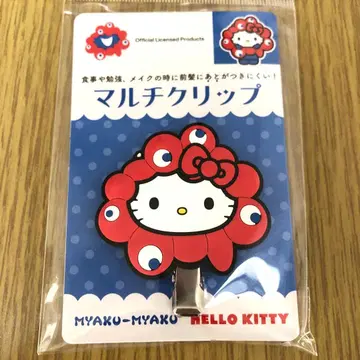 Official Licensed Products
食事や勉強、メイクの時に前髪にあとがつきにくい!
マルチクリップ
MYAKU-MYAKU HELLO KITTY